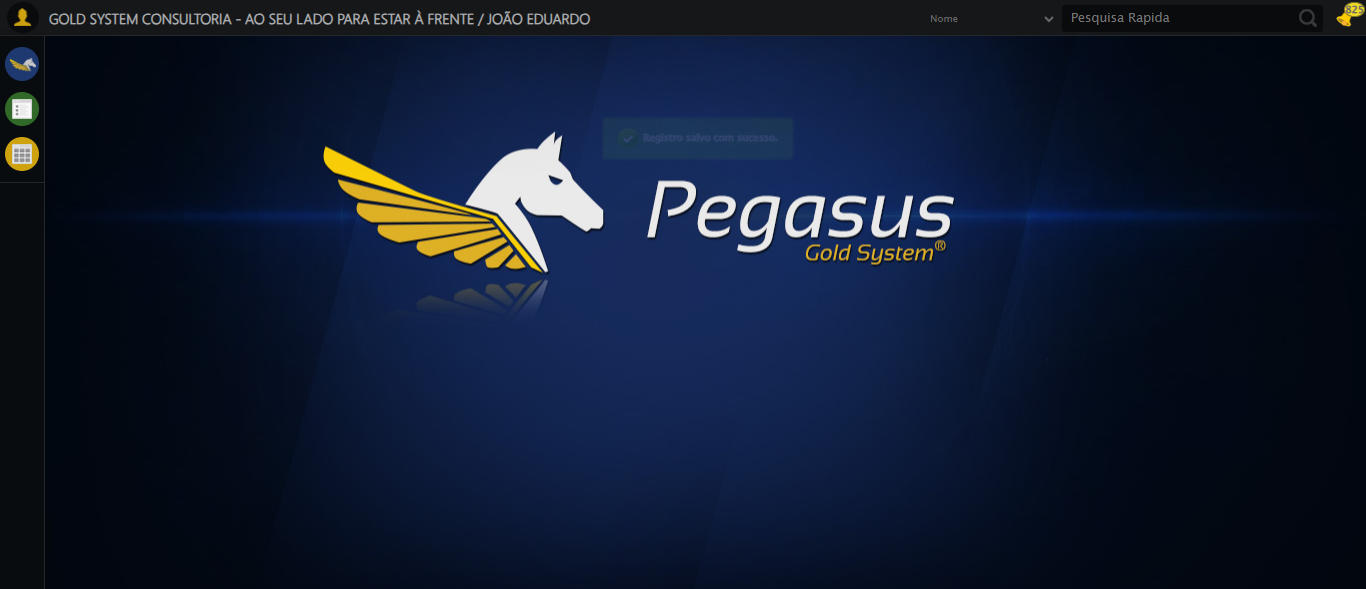 GOLD SYSTEM CONSULTORIA - AO SEU LADO PARA ESTAR À FRENTE / JOÃO EDUARDO
Nome
Pesquisa Rapida
825
Registro salvo com sucesso.
Pegasus
Gold System®